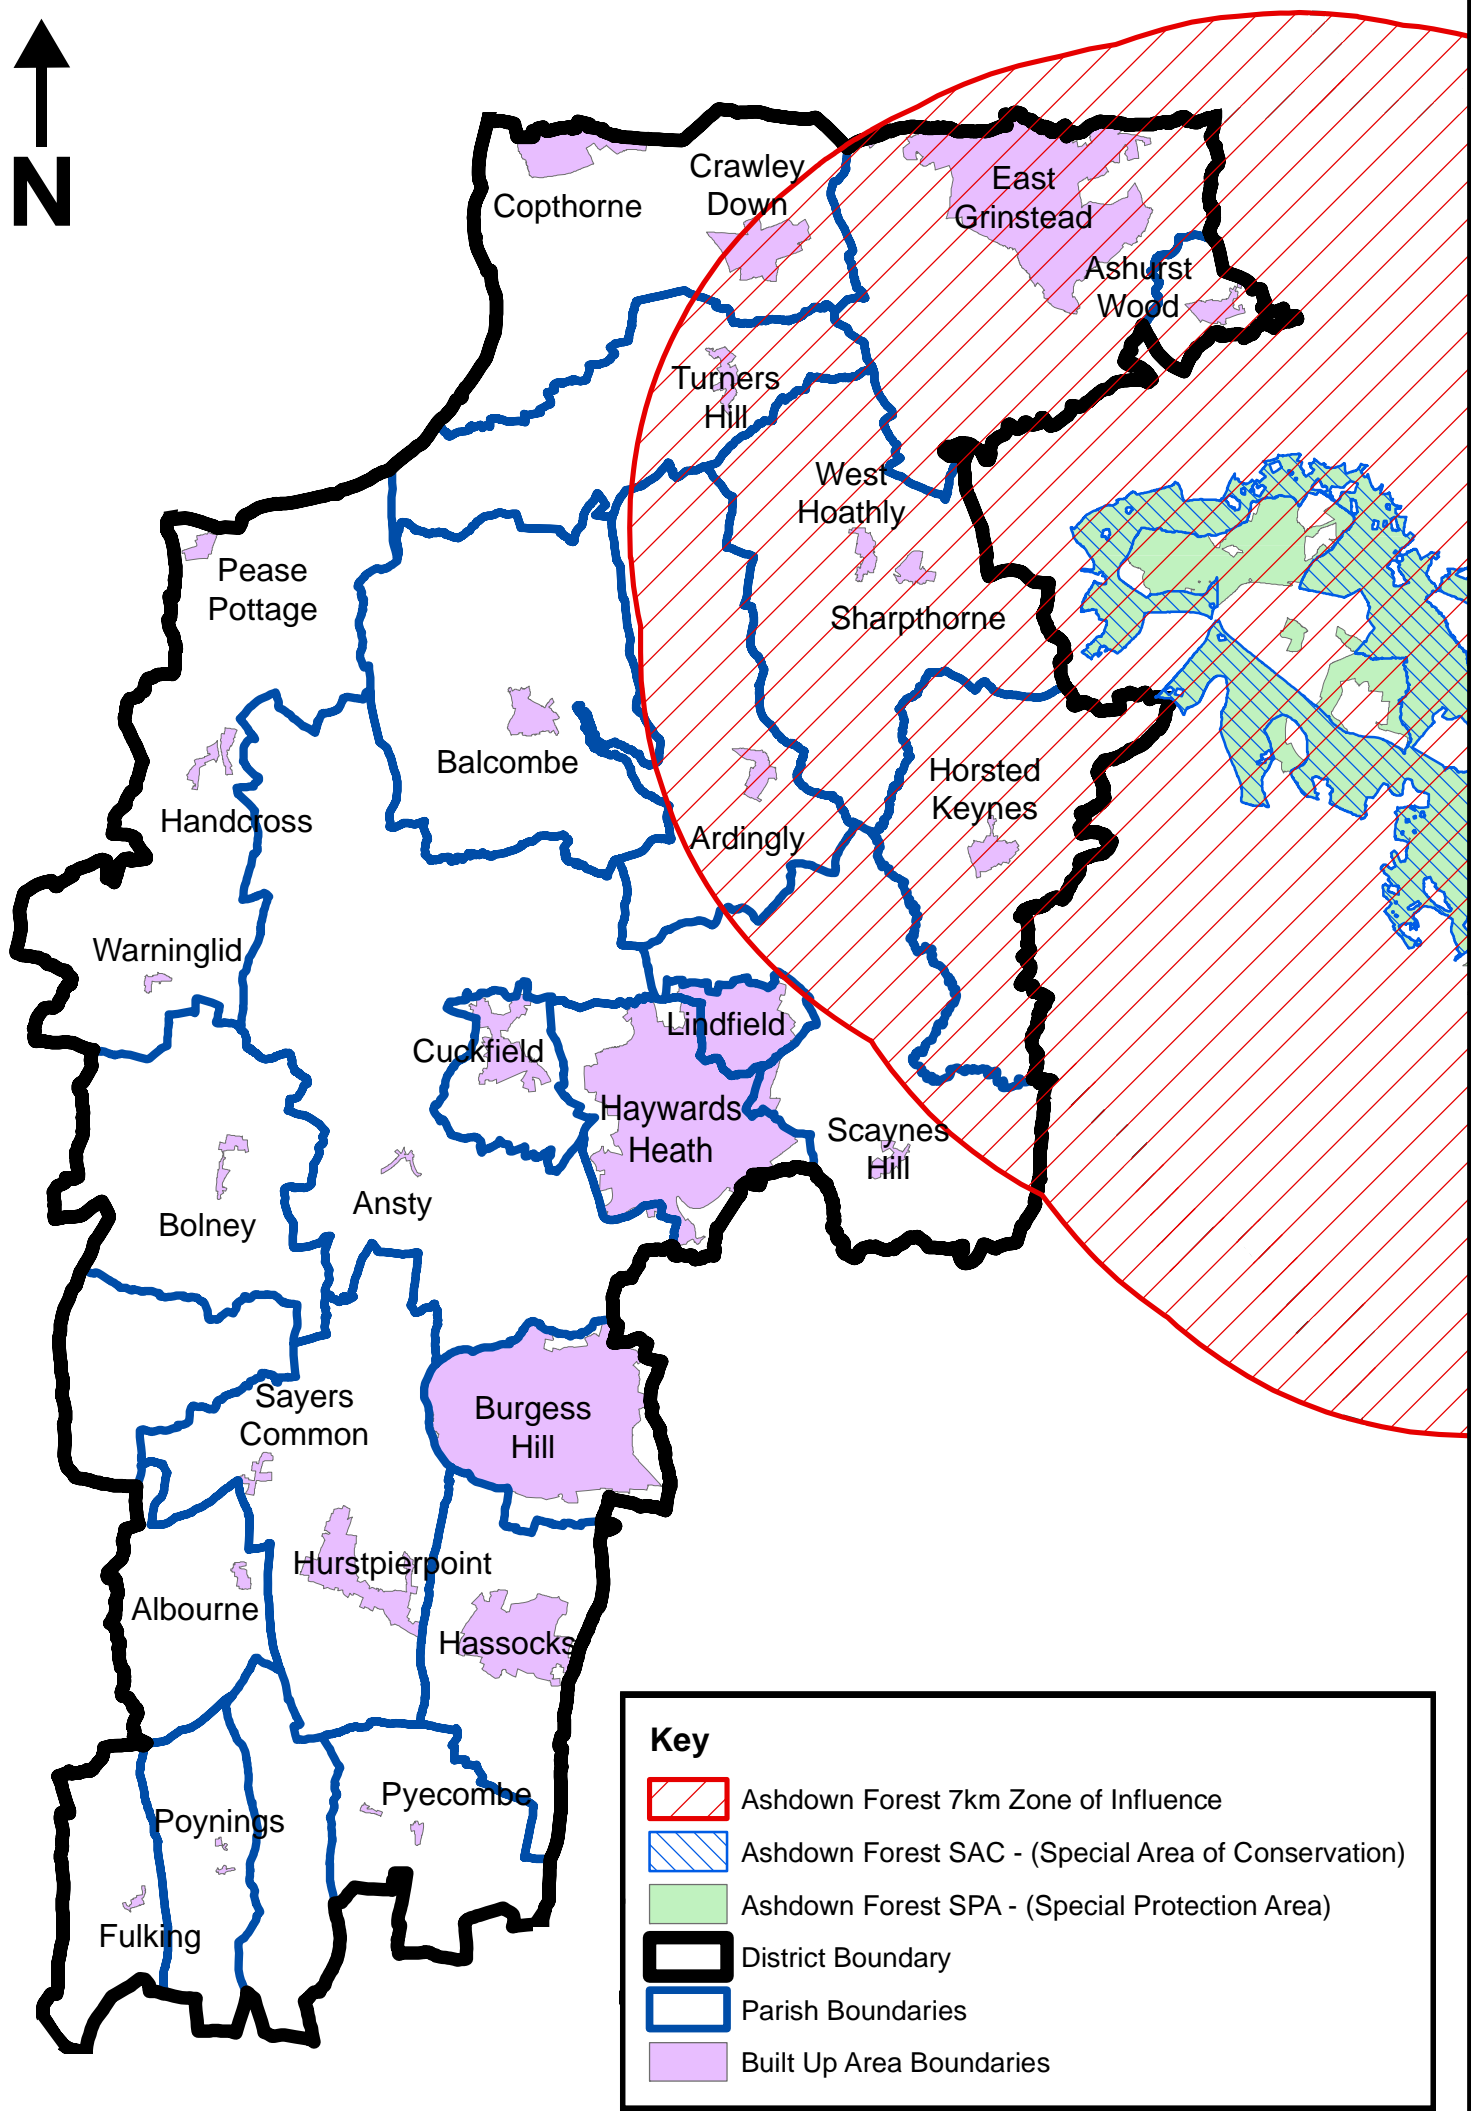 N
Crawley
Down
Copthorne
East
Grinstead
Ashurst
Wood
Turners
Hill
West
Hoathly
Pease
Pottage
Sharpthorne
Balcombe
Horsted
Keynes
Handcross
Ardingly
Warninglid
Lindfield
Cuckfield
Haywards
Heath
Scaynes
Hill
Ansty
Bolney
Sayers
Common
Burgess
Hill
Hurstpierpoint
Albourne
Hassocks
Pyecombe
Poynings
Fulking
Key
Ashdown Forest 7km Zone of Influence
Ashdown Forest SAC - (Special Area of Conservation)
Ashdown Forest SPA - (Special Protection Area)
District Boundary
Parish Boundaries
Built Up Area Boundaries